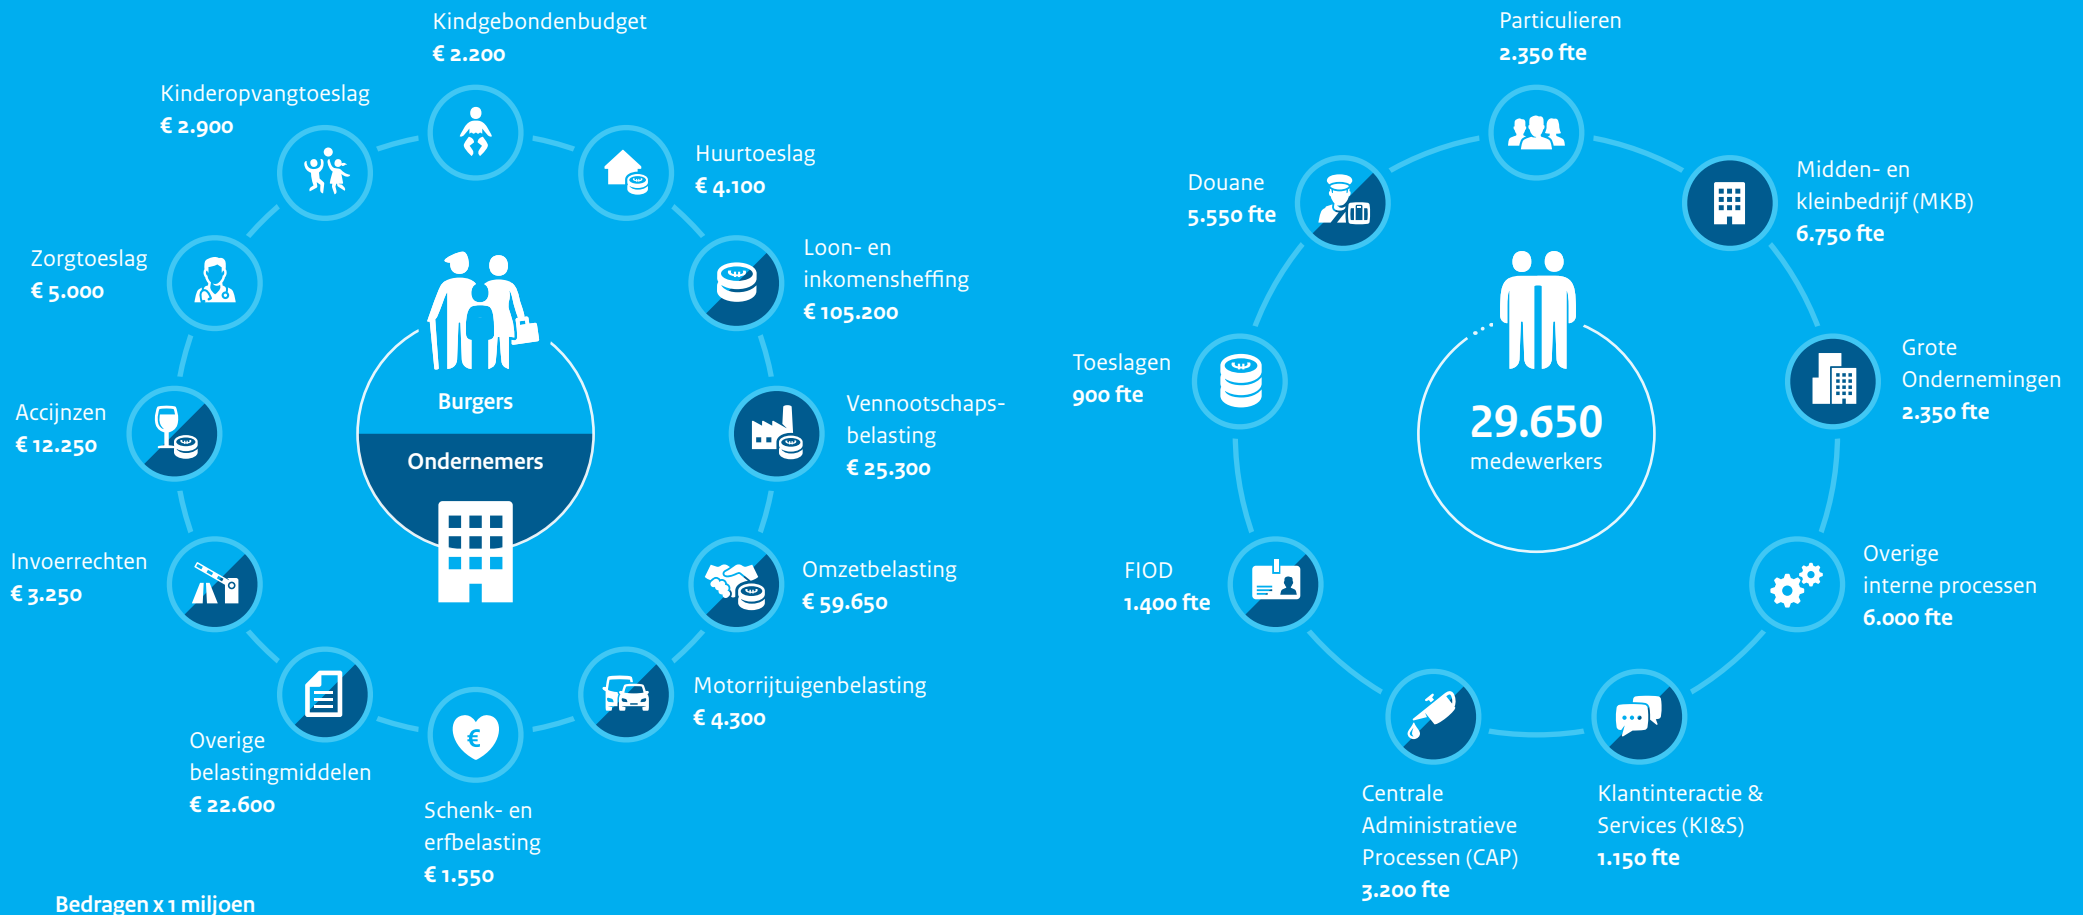 Kindgebondenbudget
€ 2.200
Kinderopvangtoeslag
€ 2.900
Huurtoeslag
€ 4.100
Zorgtoeslag
€ 5.000
Loon- en
inkomensheffing
€ 105.200
Accijnzen
€ 12.250
Burgers
Ondernemers
Vennootschaps-
belasting
€ 25.300
Invoerrechten
€ 3.250
Omzetbelasting
€ 59.650
Motorrijtuigenbelasting
€ 4.300
Overige
belastingmiddelen
€ 22.600
€
Schenk- en
erfbelasting
€ 1.550
Bedragen x 1 miljoen
Particulieren
2.350 fte
Douane
5.550 fte
Midden- en
kleinbedrijf (MKB)
6.750 fte
Toeslagen
900 fte
29.650
medewerkers
Grote
Ondernemingen
2.350 fte
FIOD
1.400 fte
Overige
interne processen
6.000 fte
Centrale
Administratieve
Processen (CAP)
3.200 fte
Klantinteractie &
Services (KI&S)
1.150 fte